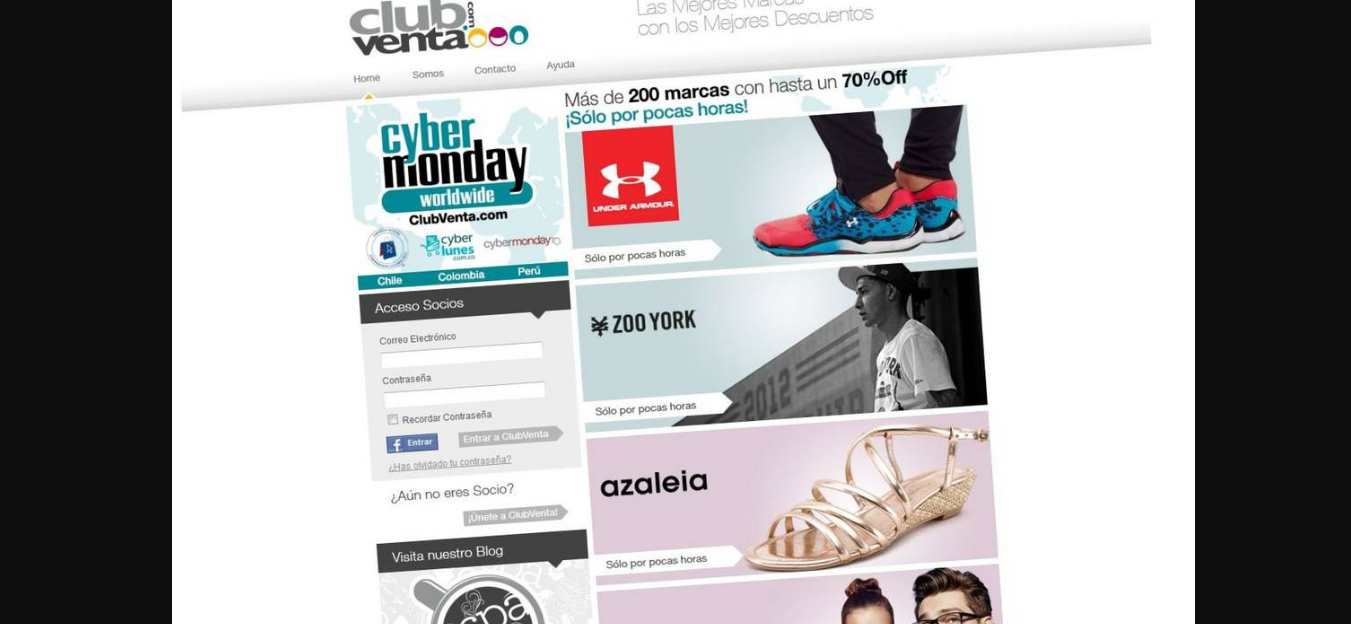 club
.com
venta
Las Mejores Marcas
con los Mejores Descuentos
Home
Somos
Contacto
Ayuda
cyber
monday
worldwide
ClubVenta.com
cyber
lunes
.com.co
cybermonday
Chile
Colombia
Perú
Acceso Socios
Correo Electrónico
Contraseña
Recordar Contraseña
f Entrar
Entrar a ClubVenta
¿Has olvidado tu contraseña?
¿Aún no eres Socio?
¡Únete a ClubVenta!
Visita nuestro Blog
Más de 200 marcas con hasta un 70%Off
¡Sólo por pocas horas!
UNDER ARMOUR
Sólo por pocas horas
ZOO YORK
2012
Sólo por pocas horas
azaleia
Sólo por pocas horas